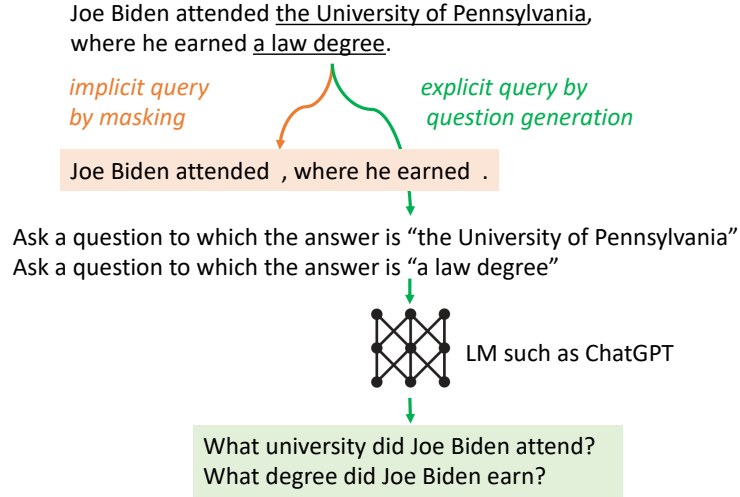 Joe Biden attended the University of Pennsylvania,
where he earned a law degree.
implicit query
by masking
explicit query by
question generation
Joe Biden attended , where he earned .
Ask a question to which the answer is “the University of Pennsylvania”
Ask a question to which the answer is “a law degree”
LM such as ChatGPT
What university did Joe Biden attend?
What degree did Joe Biden earn?